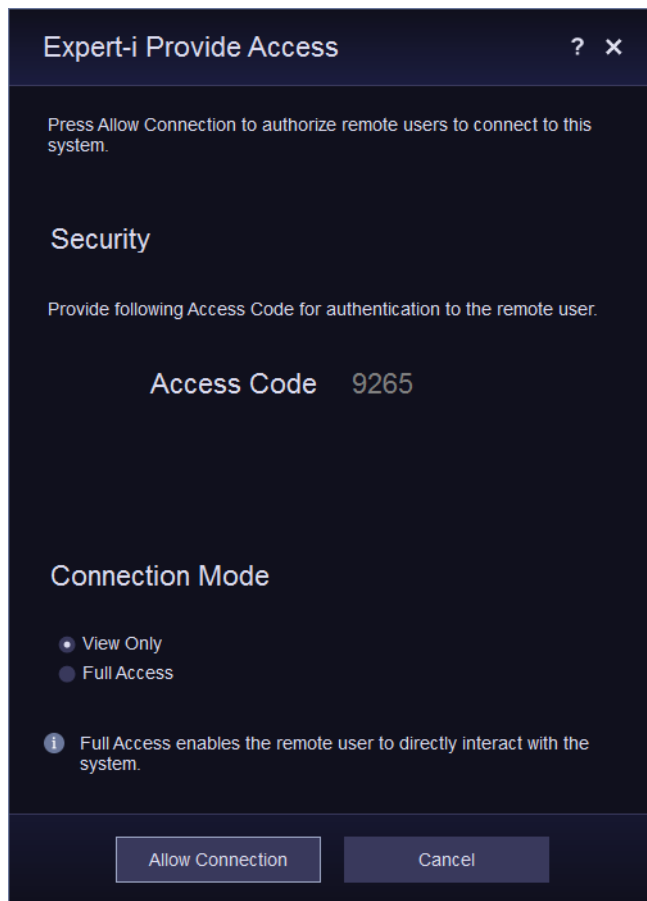 Expert-i Provide Access ? ×
Press Allow Connection to authorize remote users to connect to this
system.
Security
Provide following Access Code for authentication to the remote user.
Access Code 9265
Connection Mode
View Only
Full Access
i Full Access enables the remote user to directly interact with the
system.
Allow Connection Cancel